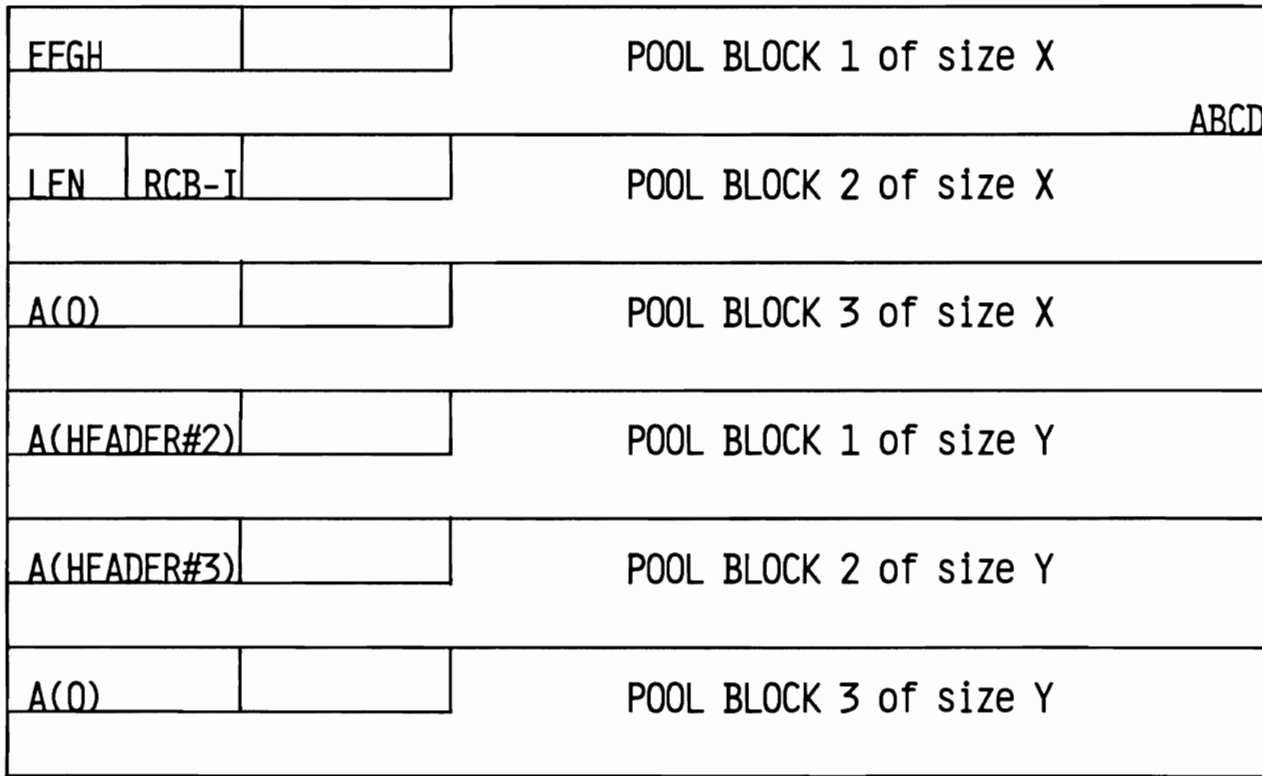 EFGH POOL BLOCK 1 of size X
ABCD
LEN RCB-I POOL BLOCK 2 of size X
A(0) POOL BLOCK 3 of size X
A(HEADER#2) POOL BLOCK 1 of size Y
A(HEADER#3) POOL BLOCK 2 of size Y
A(0) POOL BLOCK 3 of size Y